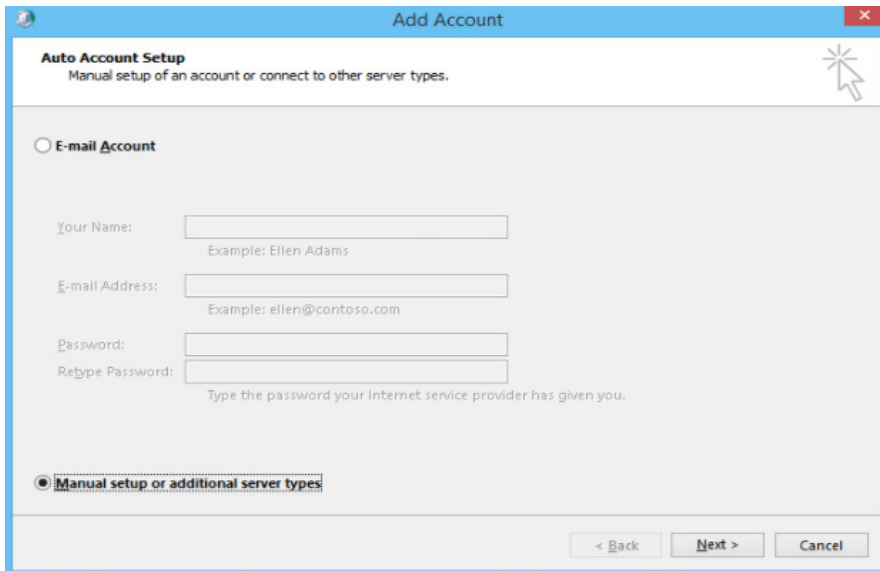 Add Account
Auto Account Setup
Manual setup of an account or connect to other server types.
E-mail Account
Your Name:
Example: Ellen Adams
E-mail Address:
Example: ellen@contoso.com
Password:
Retype Password:
Type the password your Internet service provider has given you.
Manual setup or additional server types
< Back Next > Cancel